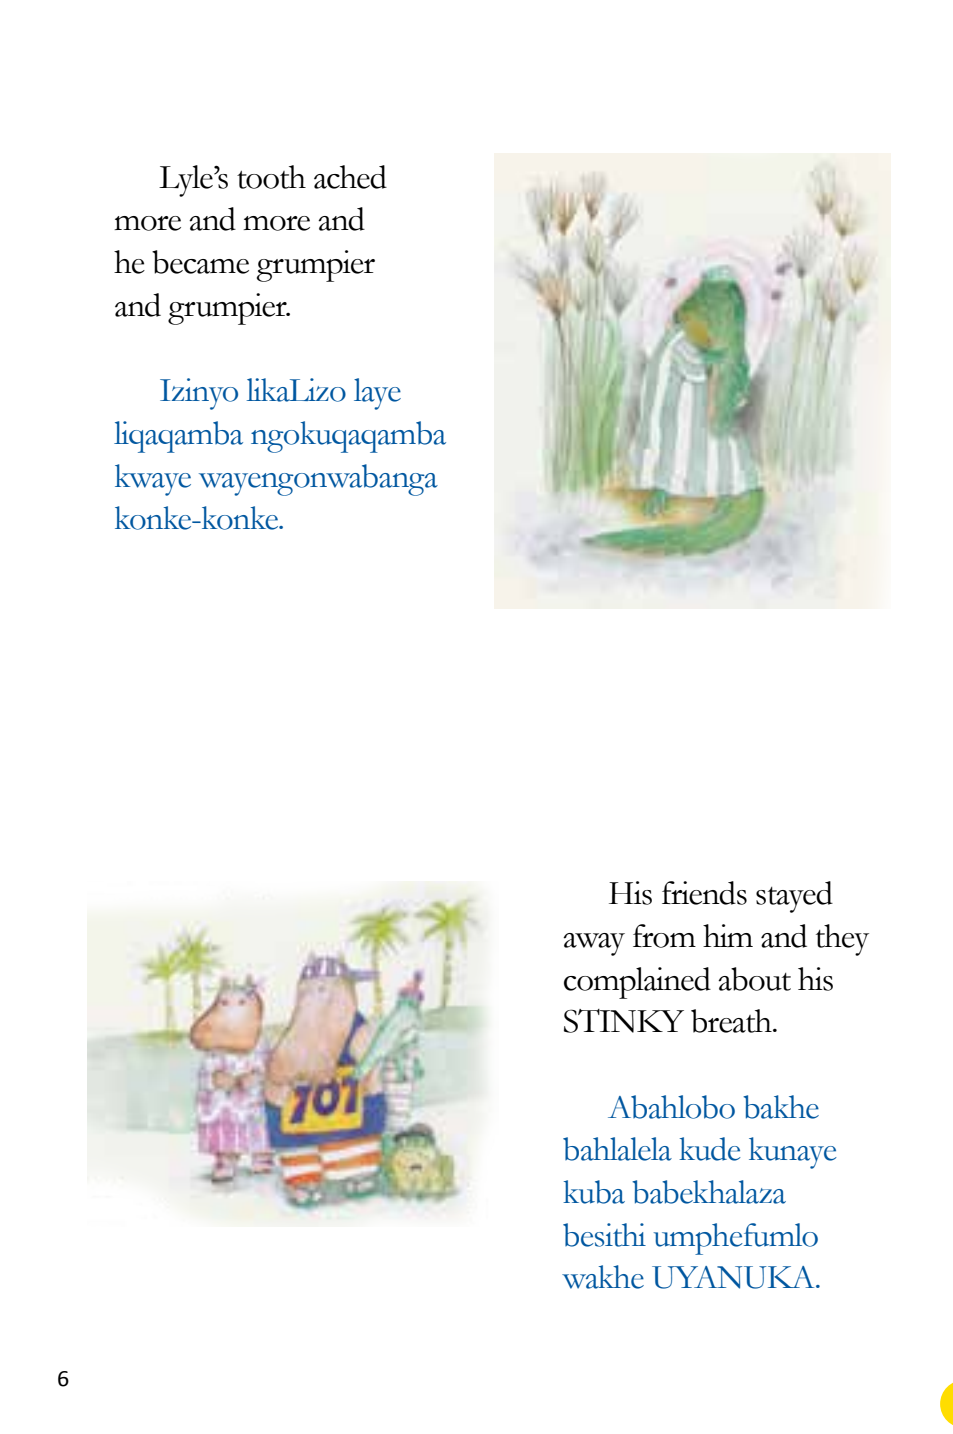 Lyle’s tooth ached
more and more and
he became grumpier
and grumpier.
Izinyo likaLizo laye
liqaqamba ngokuqaqamba
kwaye wayengonwabanga
konke-konke.
707
His friends stayed
away from him and they
complained about his
STINKY breath.
Abahlobo bakhe
bahlalela kude kunaye
kuba babekhalaza
besithi umphefumlo
wakhe UYANUKA.
6